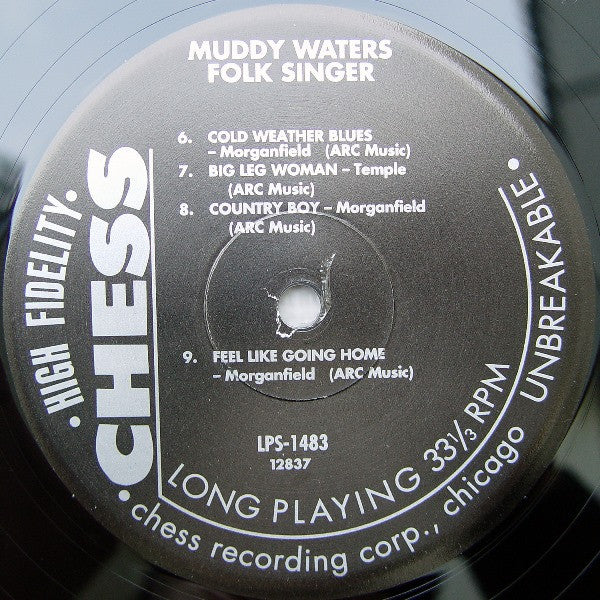 MUDDY WATERS
FOLK SINGER
6. COLD WEATHER BLUES
– Morganfield (ARC Music)
7. BIG LEG WOMAN – Temple
(ARC Music)
8. COUNTRY BOY – Morganfield
(ARC Music)
9. FEEL LIKE GOING HOME
– Morganfield (ARC Music)
LPS-1483
12837
• HIGH FIDELITY •
CHESS
LONG PLAYING 33⅓ RPM
• chess recording corp., chicago UNBREAKABLE •